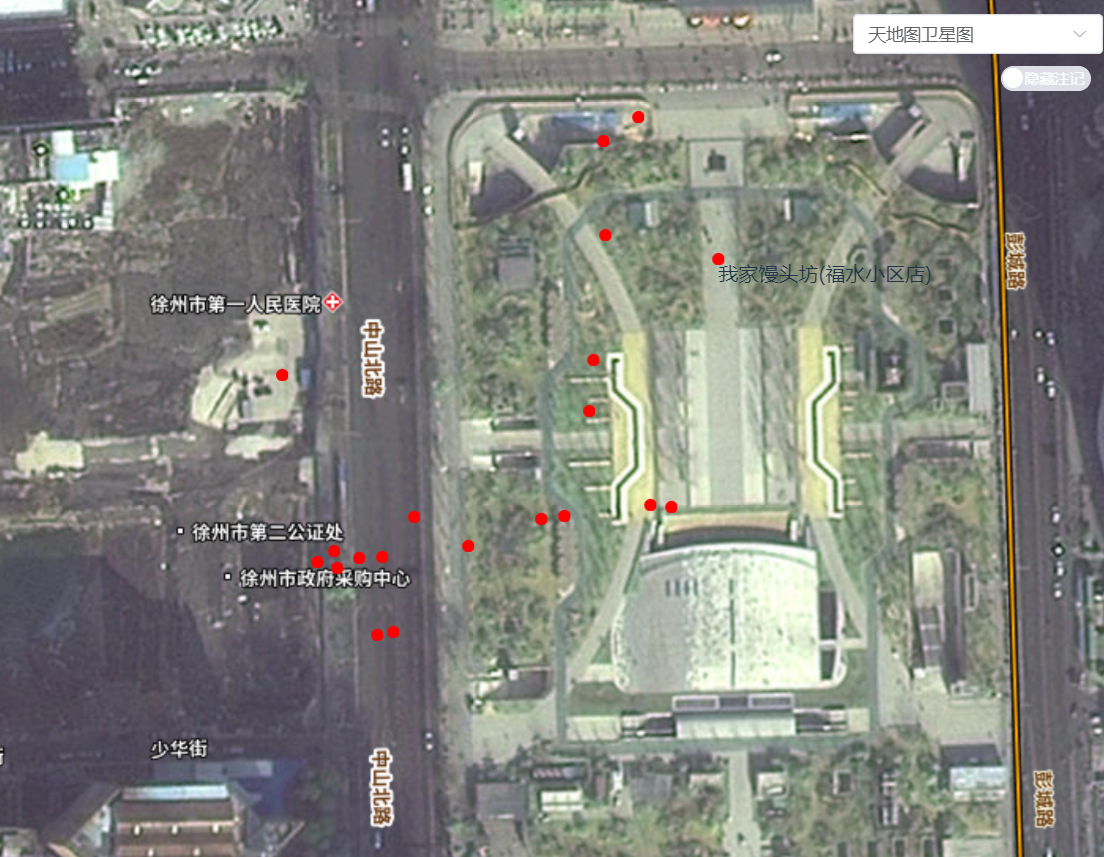 天地图卫星图
隐藏注记
彭城路
我家馒头坊(福水小区店)
徐州市第一人民医院
中山北路
徐州市第二公证处
徐州市政府采购中心
少华街
中山北路
彭城路